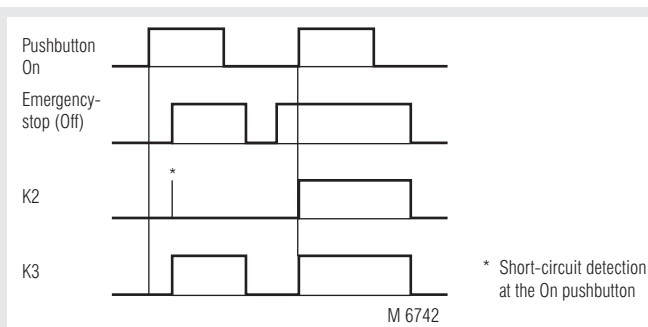 Pushbutton
On
Emergency-
stop (Off)
*
K2
K3
* Short-circuit detection
at the On pushbutton
M 6742